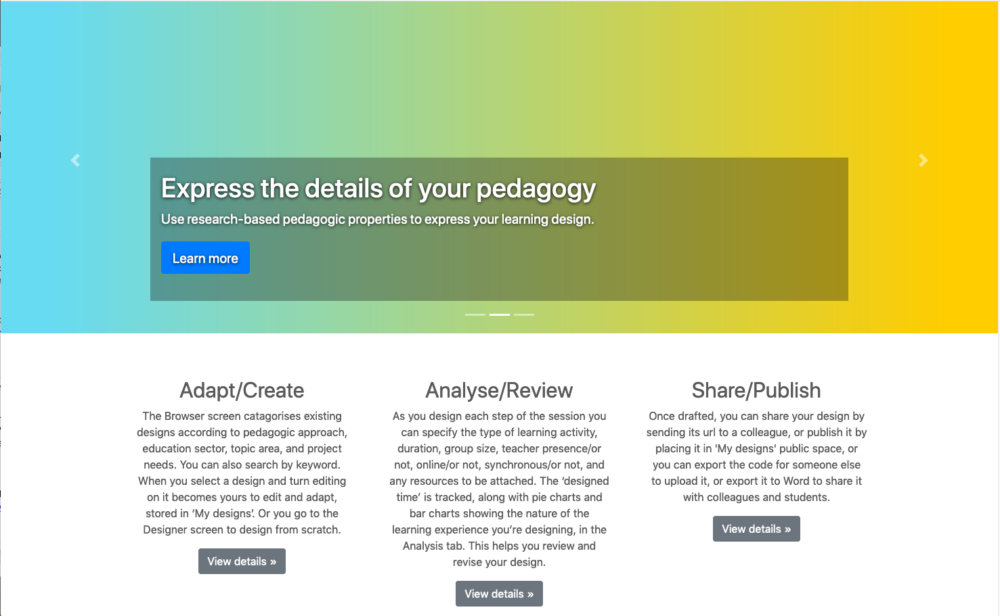 Express the details of your pedagogy
Use research-based pedagogic properties to express your learning design.
Learn more
Adapt/Create
The Browser screen catagorises existing
designs according to pedagogic approach,
education sector, topic area, and project
needs. You can also search by keyword.
When you select a design and turn editing
on it becomes yours to edit and adapt,
stored in ‘My designs’. Or you go to the
Designer screen to design from scratch.
View details »
Analyse/Review
As you design each step of the session you
can specify the type of learning activity,
duration, group size, teacher presence/or
not, online/or not, synchronous/or not, and
any resources to be attached. The ‘designed
time’ is tracked, along with pie charts and
bar charts showing the nature of the
learning experience you’re designing, in the
Analysis tab. This helps you review and
revise your design.
View details »
Share/Publish
Once drafted, you can share your design by
sending its url to a colleague, or publish it by
placing it in 'My designs' public space, or
you can export the code for someone else
to upload it, or export it to Word to share it
with colleagues and students.
View details »